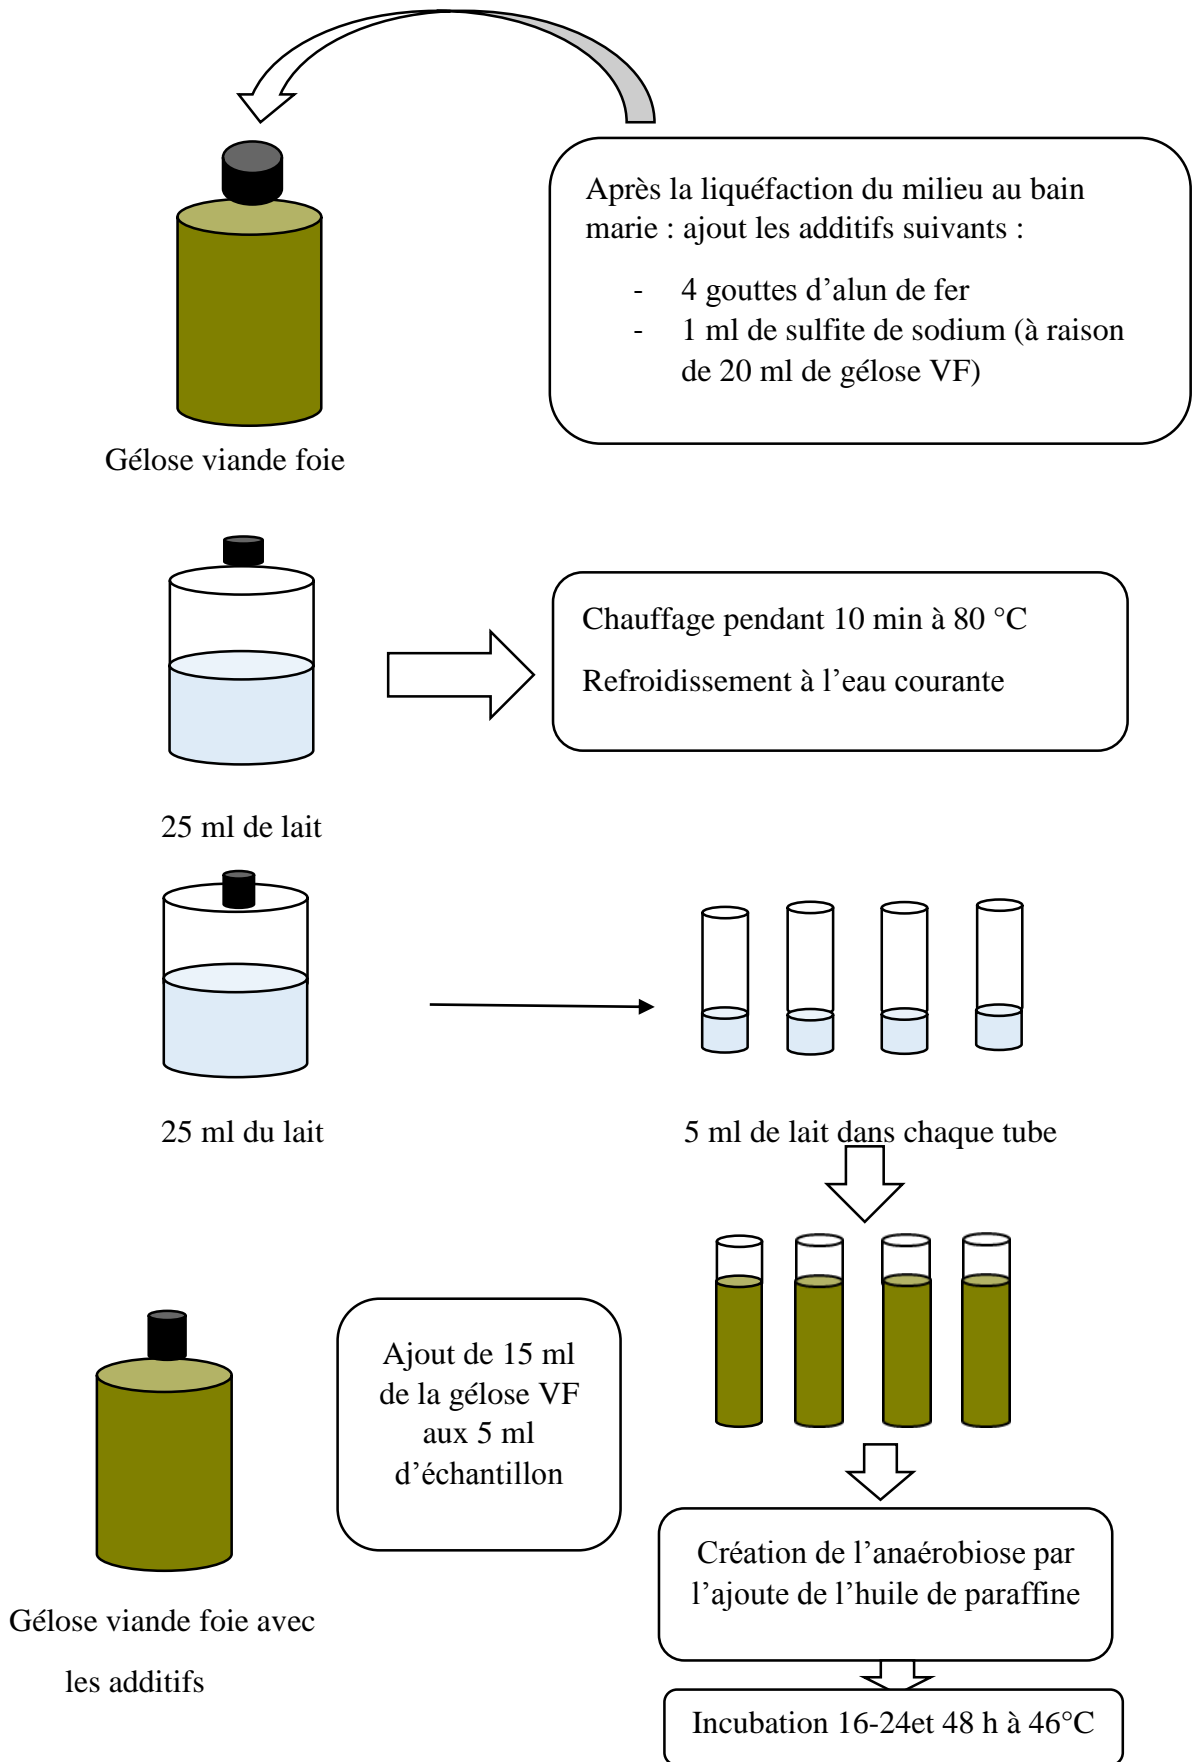 Après la liquéfaction du milieu au bain
marie : ajout les additifs suivants :
- 4 gouttes d’alun de fer
- 1 ml de sulfite de sodium (à raison
de 20 ml de gélose VF)
Gélose viande foie
Chauffage pendant 10 min à 80 °C
Refroidissement à l’eau courante
25 ml de lait
25 ml du lait
5 ml de lait dans chaque tube
Ajout de 15 ml
de la gélose VF
aux 5 ml
d’échantillon
Création de l’anaérobiose par
l’ajoute de l’huile de paraffine
Gélose viande foie avec
les additifs
Incubation 16-24et 48 h à 46°C